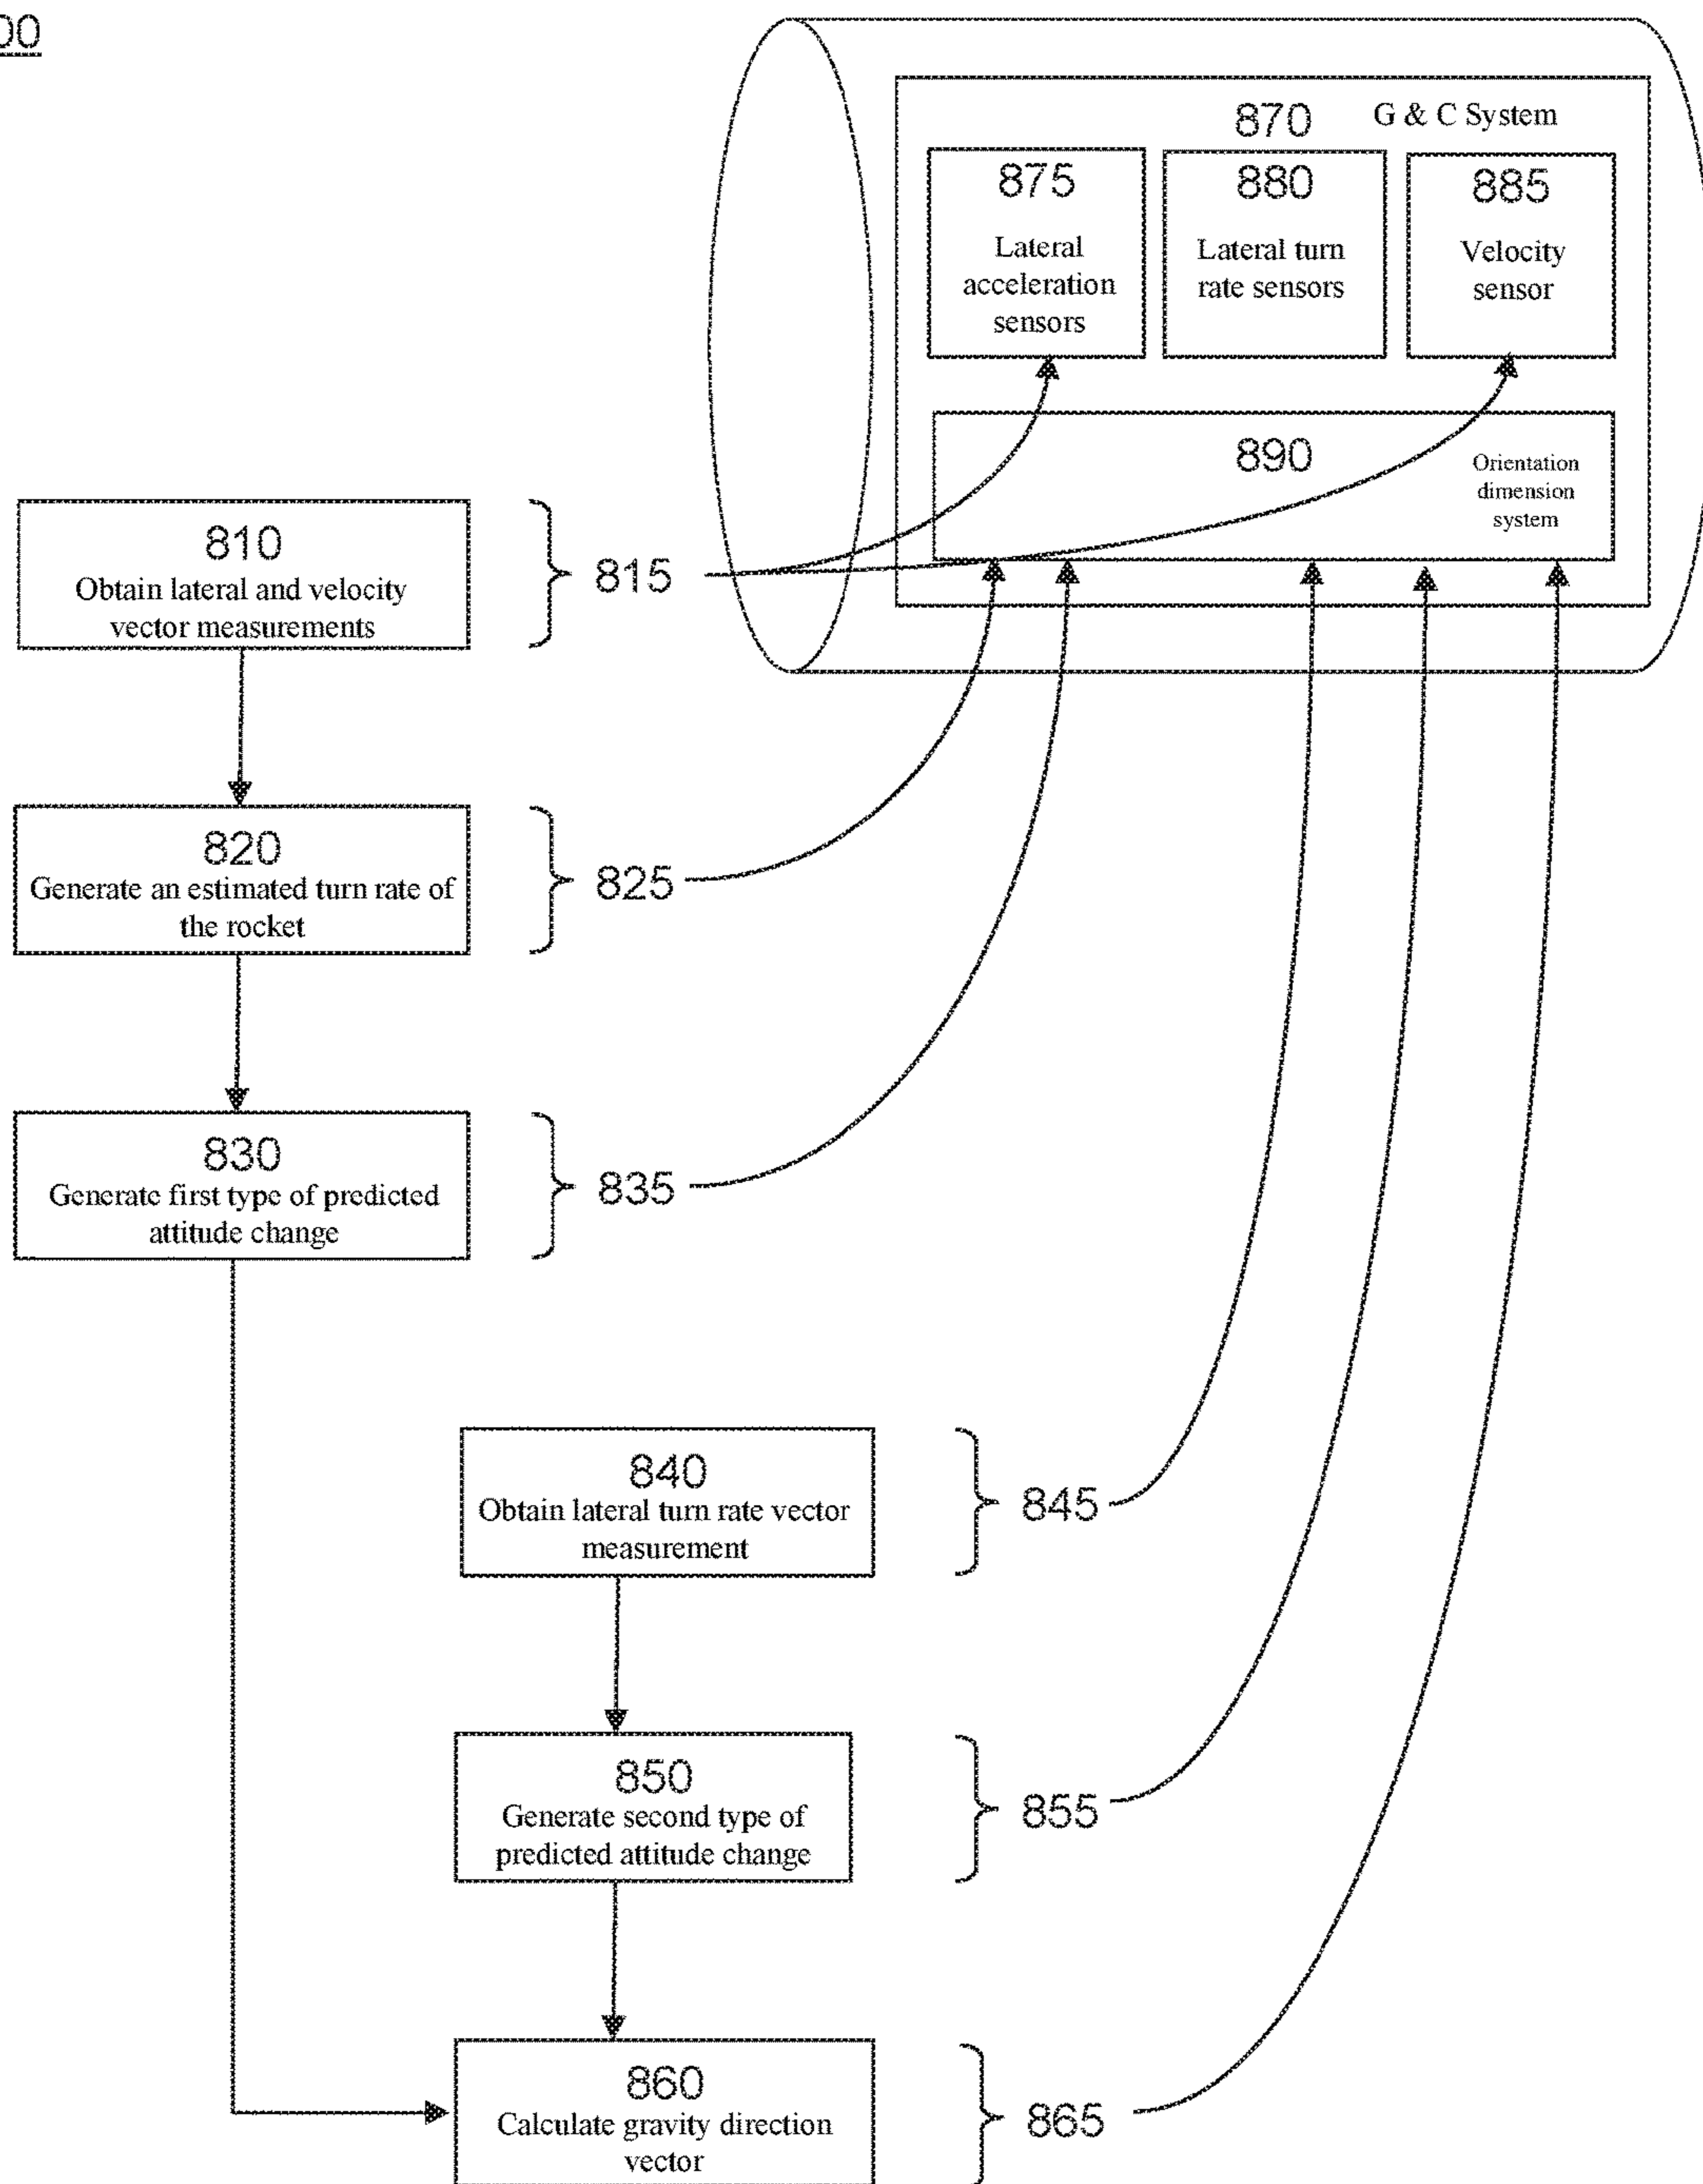 00
870 G & C System
875
Lateral
acceleration
sensors
880
Lateral turn
rate sensors
885
Velocity
sensor
890
Orientation
dimension
system
810
Obtain lateral and velocity
vector measurements
815
820
Generate an estimated turn rate of
the rocket
825
830
Generate first type of predicted
attitude change
835
840
Obtain lateral turn rate vector
measurement
845
850
Generate second type of
predicted attitude change
855
860
Calculate gravity direction
vector
865